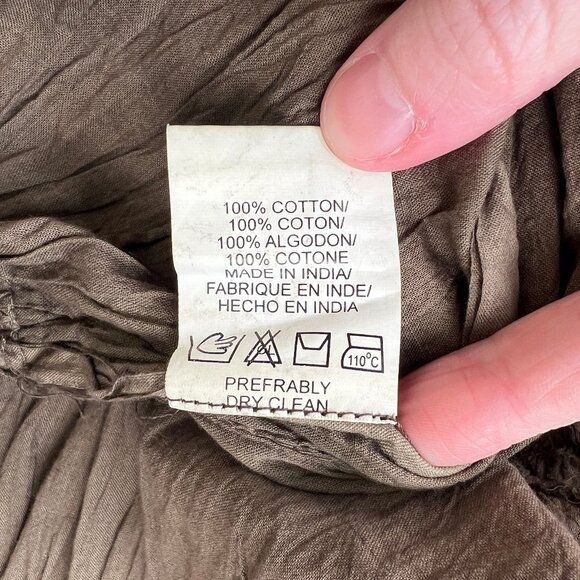 100% COTTON/
100% COTON/
100% ALGODON/
100% COTONE
MADE IN INDIA/
FABRIQUE EN INDE/
HECHO EN INDIA
CL 110°C
PREFRABLY
DRY CLEAN